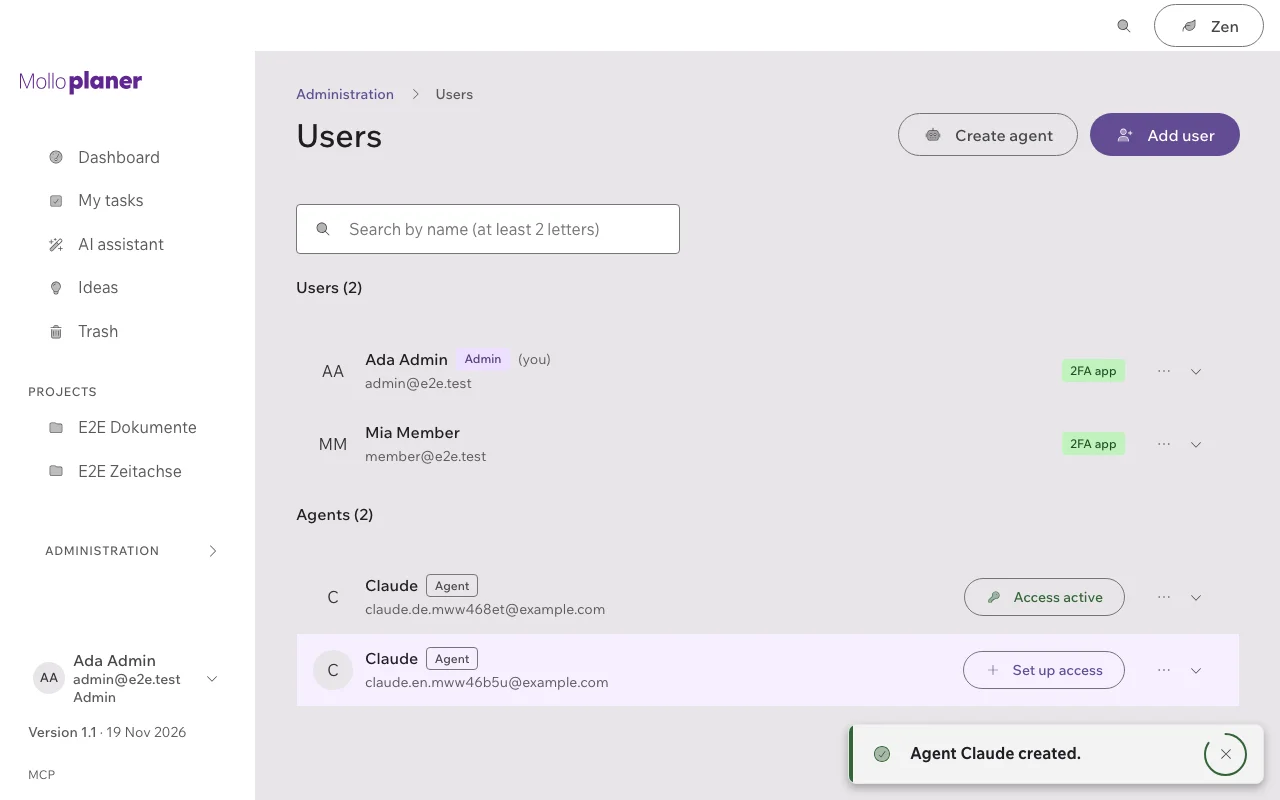 Zen
Molloplaner
Dashboard
My tasks
AI assistant
Ideas
Trash
PROJECTS
E2E Dokumente
E2E Zeitachse
ADMINISTRATION
AA
Ada Admin
admin@e2e.test
Admin
Version 1.1 · 19 Nov 2026
MCP
Administration
Users
Users
Create agent
Add user
Search by name (at least 2 letters)
Users (2)
AA
Ada Admin Admin (you)
admin@e2e.test
2FA app
MM
Mia Member
member@e2e.test
2FA app
Agents (2)
C
Claude Agent
claude.de.mww468et@example.com
Access active
C
Claude Agent
claude.en.mww46b5u@example.com
Set up access
Agent Claude created.